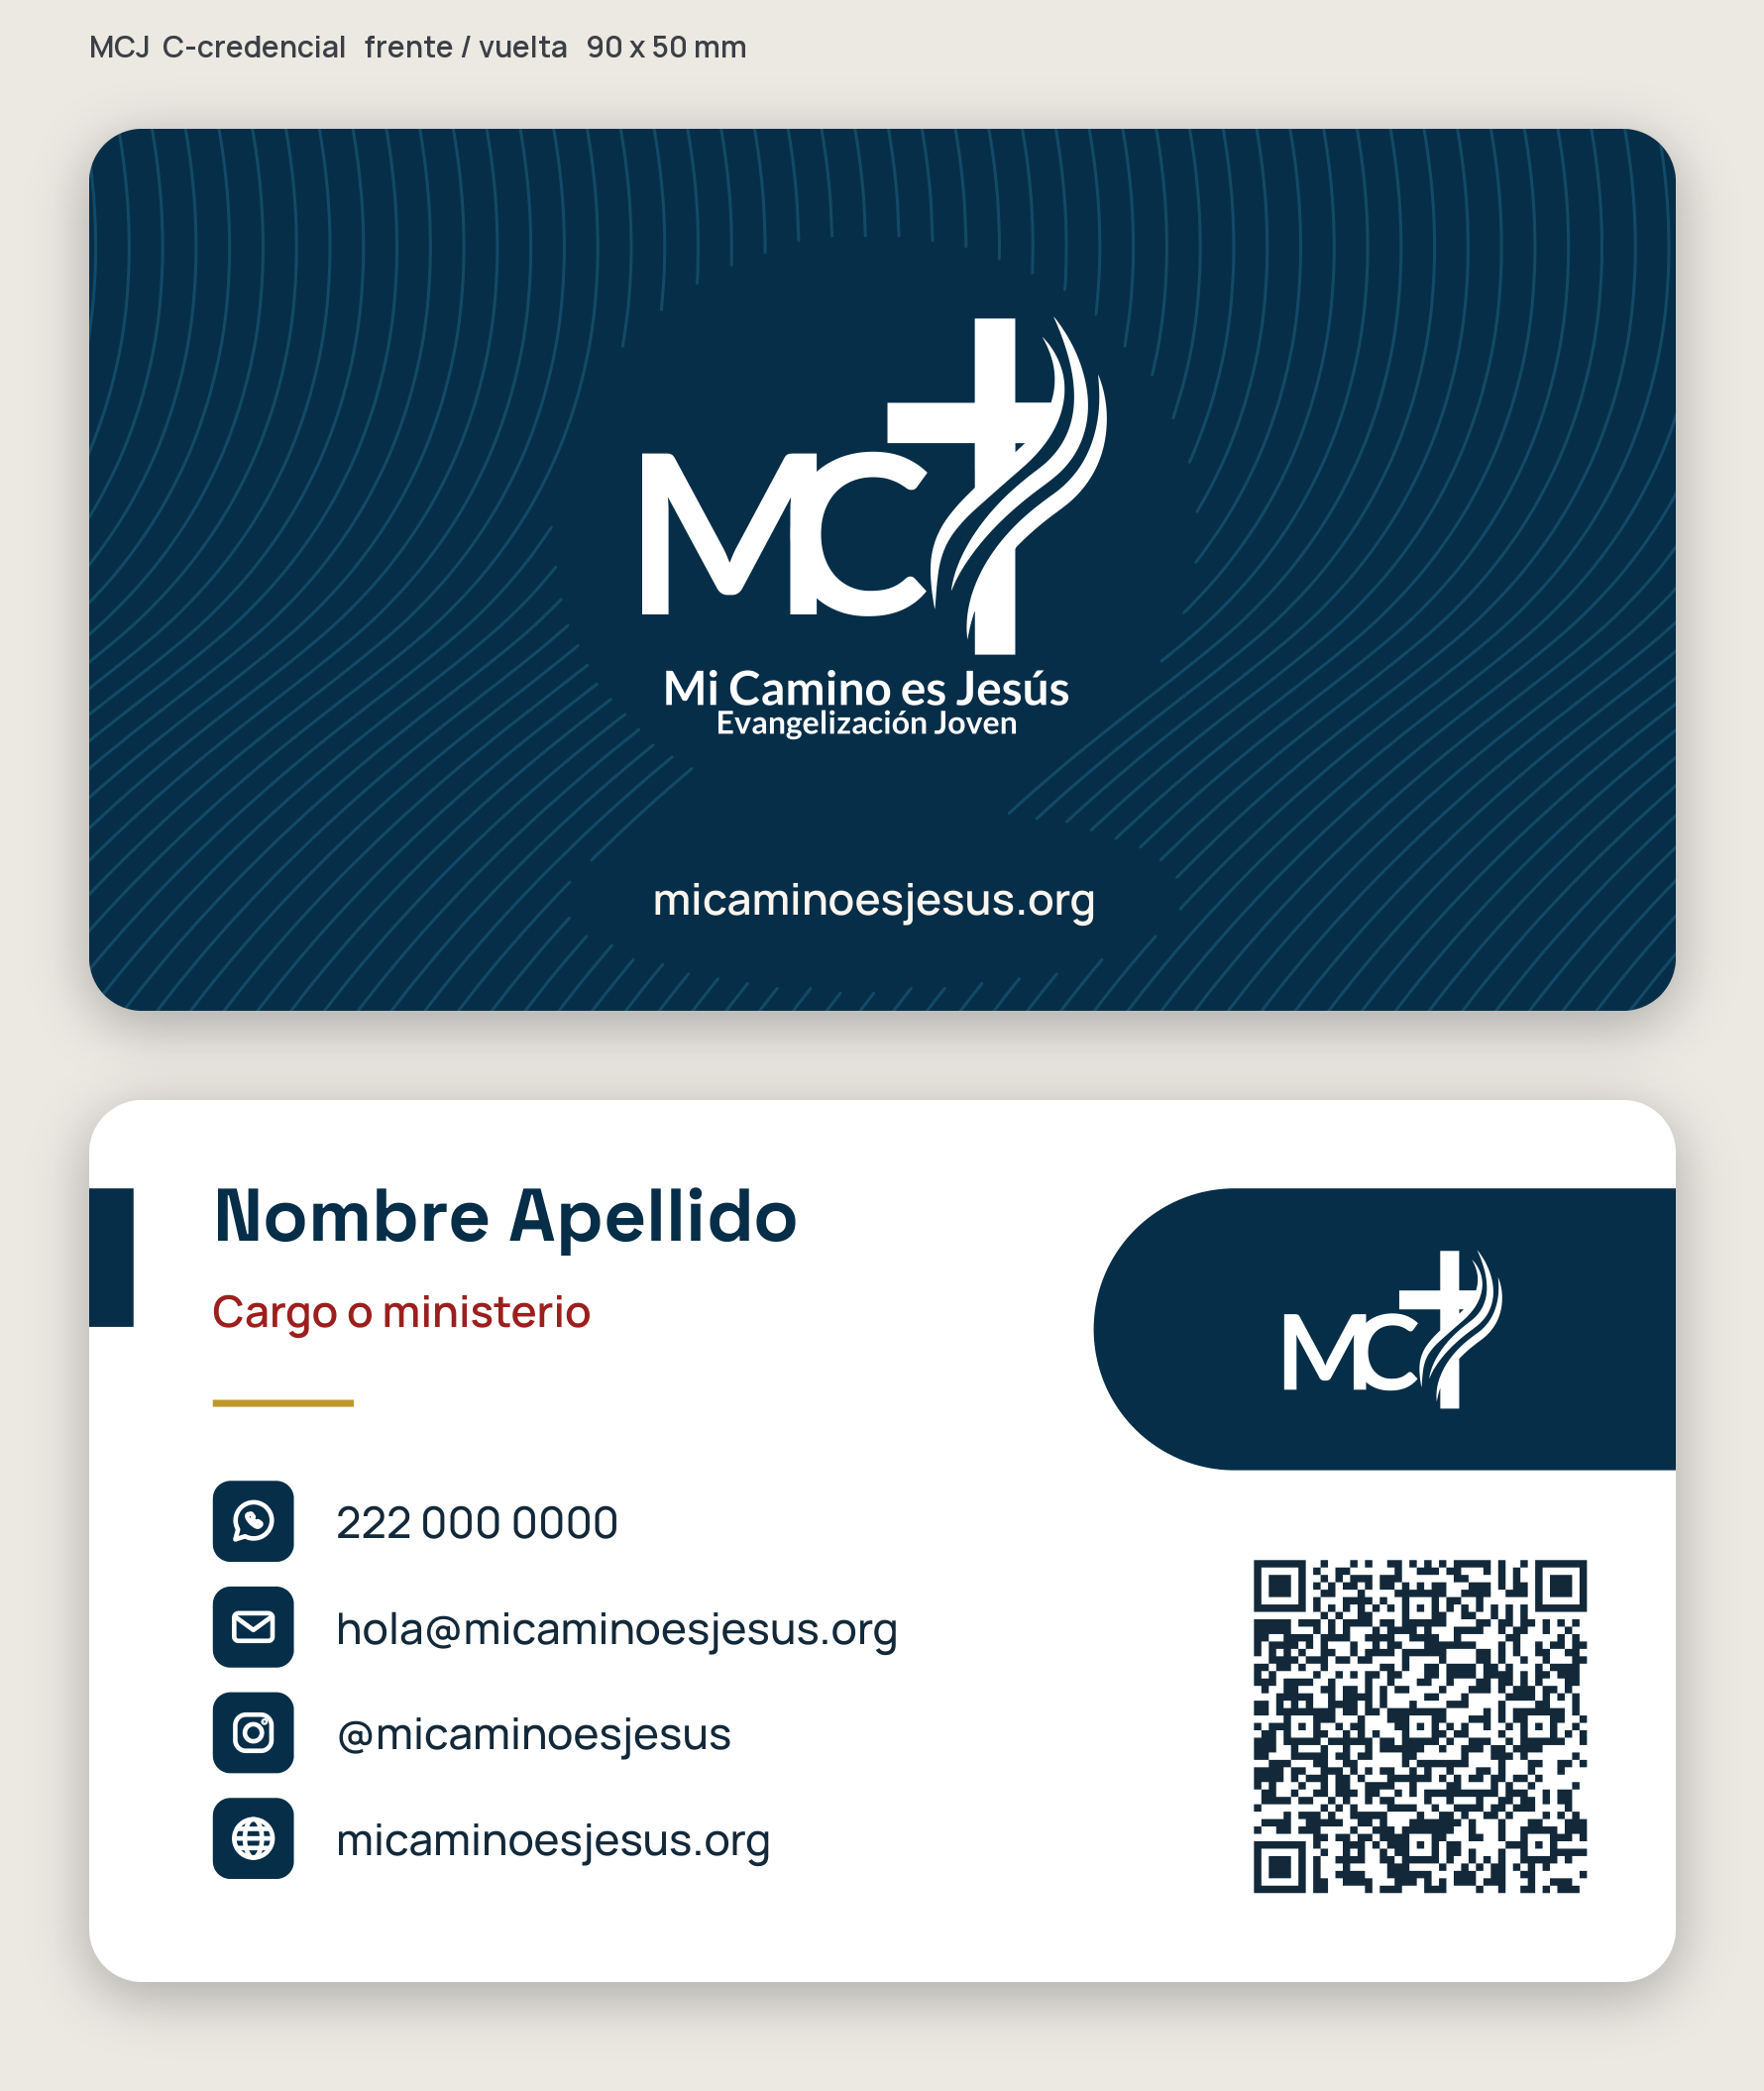 MCJ C-credencial frente / vuelta 90 x 50 mm
MC
Mi Camino es Jesús
Evangelización Joven
micaminoesjesus.org
Nombre Apellido
Cargo o ministerio
MC
222 000 0000
hola@micaminoesjesus.org
@micaminoesjesus
micaminoesjesus.org